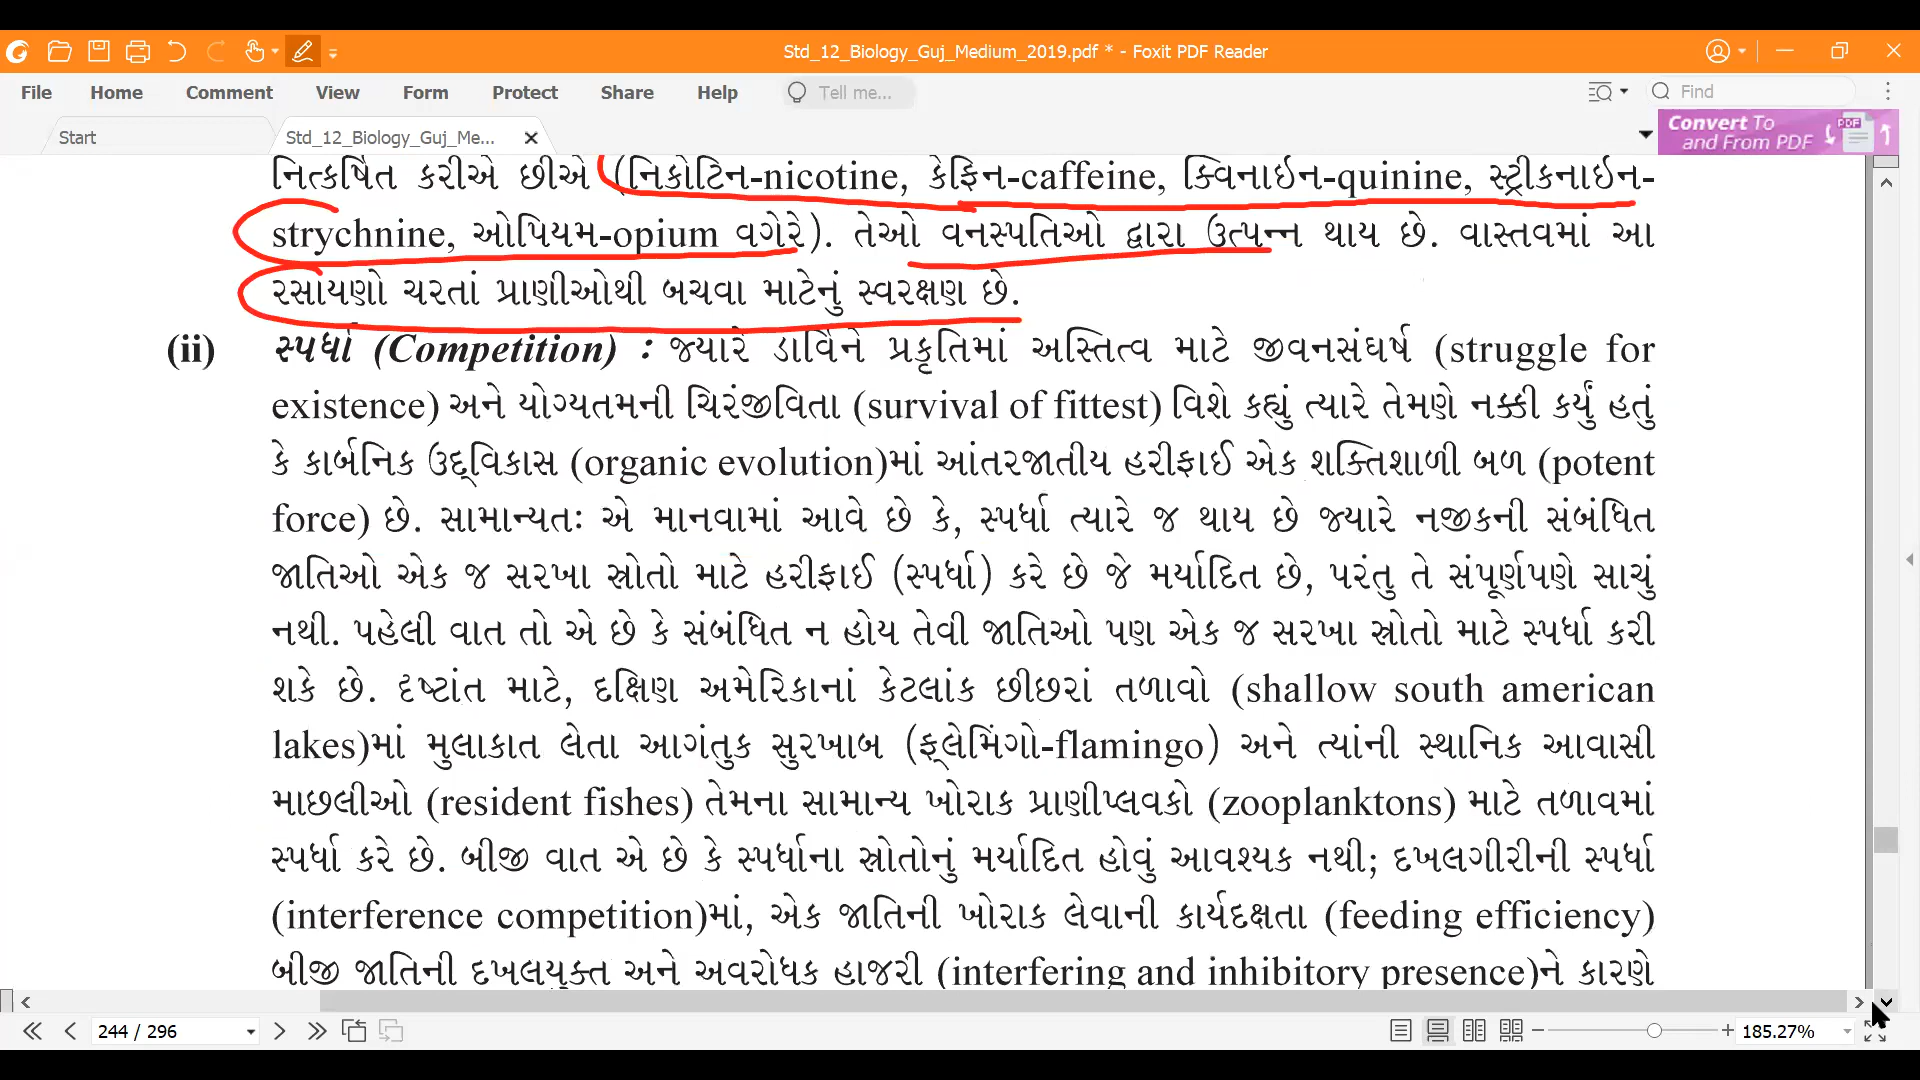 Std_12_Biology_Guj_Medium_2019.pdf * - Foxit PDF Reader
File Home Comment View Form Protect Share Help Tell me... Find
Start Std_12_Biology_Guj_Me... Convert To
and From PDF PDF
નિત્કર્ષિત કરીએ છીએ (નિકોટિન-nicotine, કેફિન-caffeine, ક્વિનાઇન-quinine, સ્ટ્રીકનાઇન-
strychnine, ઓપિયમ-opium વગેરે). તેઓ વનસ્પતિઓ દ્વારા ઉત્પન્ન થાય છે. વાસ્તવમાં આ
રસાયણો ચરતાં પ્રાણીઓથી બચવા માટેનું સ્વરક્ષણ છે.
(ii) સ્પર્ધા (Competition) : જ્યારે ડાર્વિને પ્રકૃતિમાં અસ્તિત્વ માટે જીવનસંઘર્ષ (struggle for
existence) અને યોગ્યતમની ચિરંજીવિતા (survival of fittest) વિશે કહ્યું ત્યારે તેમણે નક્કી કર્યું હતું
કે કાર્બનિક ઉદ્‌વિકાસ (organic evolution)માં આંતરજાતીય હરીફાઈ એક શક્તિશાળી બળ (potent
force) છે. સામાન્યતઃ એ માનવામાં આવે છે કે, સ્પર્ધા ત્યારે જ થાય છે જ્યારે નજીકની સંબંધિત
જાતિઓ એક જ સરખા સ્રોતો માટે હરીફાઈ (સ્પર્ધા) કરે છે જે મર્યાદિત છે, પરંતુ તે સંપૂર્ણપણે સાચું
નથી. પહેલી વાત તો એ છે કે સંબંધિત ન હોય તેવી જાતિઓ પણ એક જ સરખા સ્રોતો માટે સ્પર્ધા કરી
શકે છે. દૃષ્ટાંત માટે, દક્ષિણ અમેરિકાનાં કેટલાંક છીછરાં તળાવો (shallow south american
lakes)માં મુલાકાત લેતા આગંતુક સુરખાબ (ફ્લેમિંગો-flamingo) અને ત્યાંની સ્થાનિક આવાસી
માછલીઓ (resident fishes) તેમના સામાન્ય ખોરાક પ્રાણીપ્લવકો (zooplanktons) માટે તળાવમાં
સ્પર્ધા કરે છે. બીજી વાત એ છે કે સ્પર્ધાના સ્રોતોનું મર્યાદિત હોવું આવશ્યક નથી; દખલગીરીની સ્પર્ધા
(interference competition)માં, એક જાતિની ખોરાક લેવાની કાર્યદક્ષતા (feeding efficiency)
બીજી જાતિની દખલયુક્ત અને અવરોધક હાજરી (interfering and inhibitory presence)ને કારણે
244 / 296 185.27%